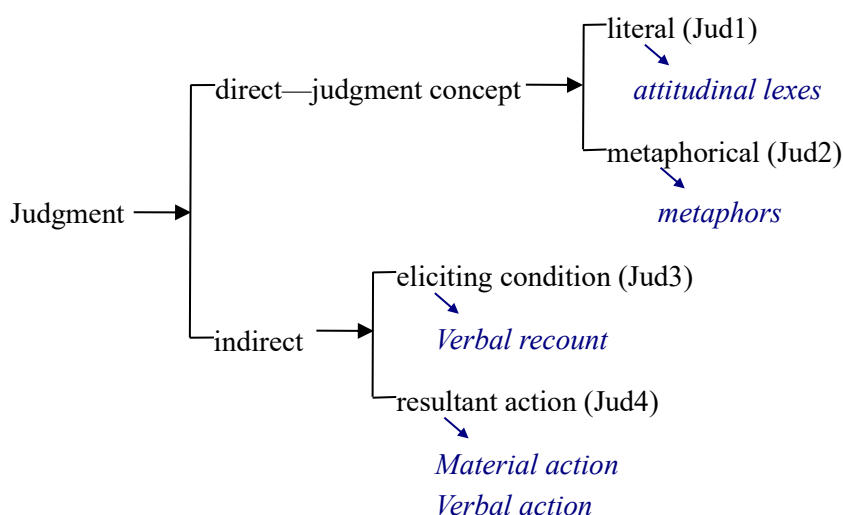 literal (Jud1)
attitudinal lexes
direct—judgment concept
metaphorical (Jud2)
metaphors
Judgment
eliciting condition (Jud3)
Verbal recount
indirect
resultant action (Jud4)
Material action
Verbal action